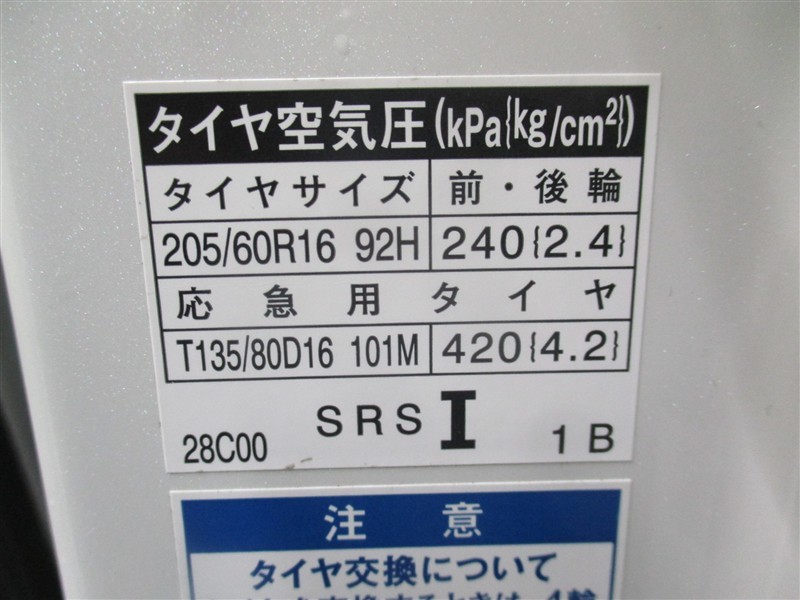 タイヤ空気圧(kPa{kg/cm²})
タイヤサイズ 前・後輪
205/60R16 92H 240{2.4}
応急用タイヤ
T135/80D16 101M 420{4.2}
28C00 SRS I 1B
注意
タイヤ交換について